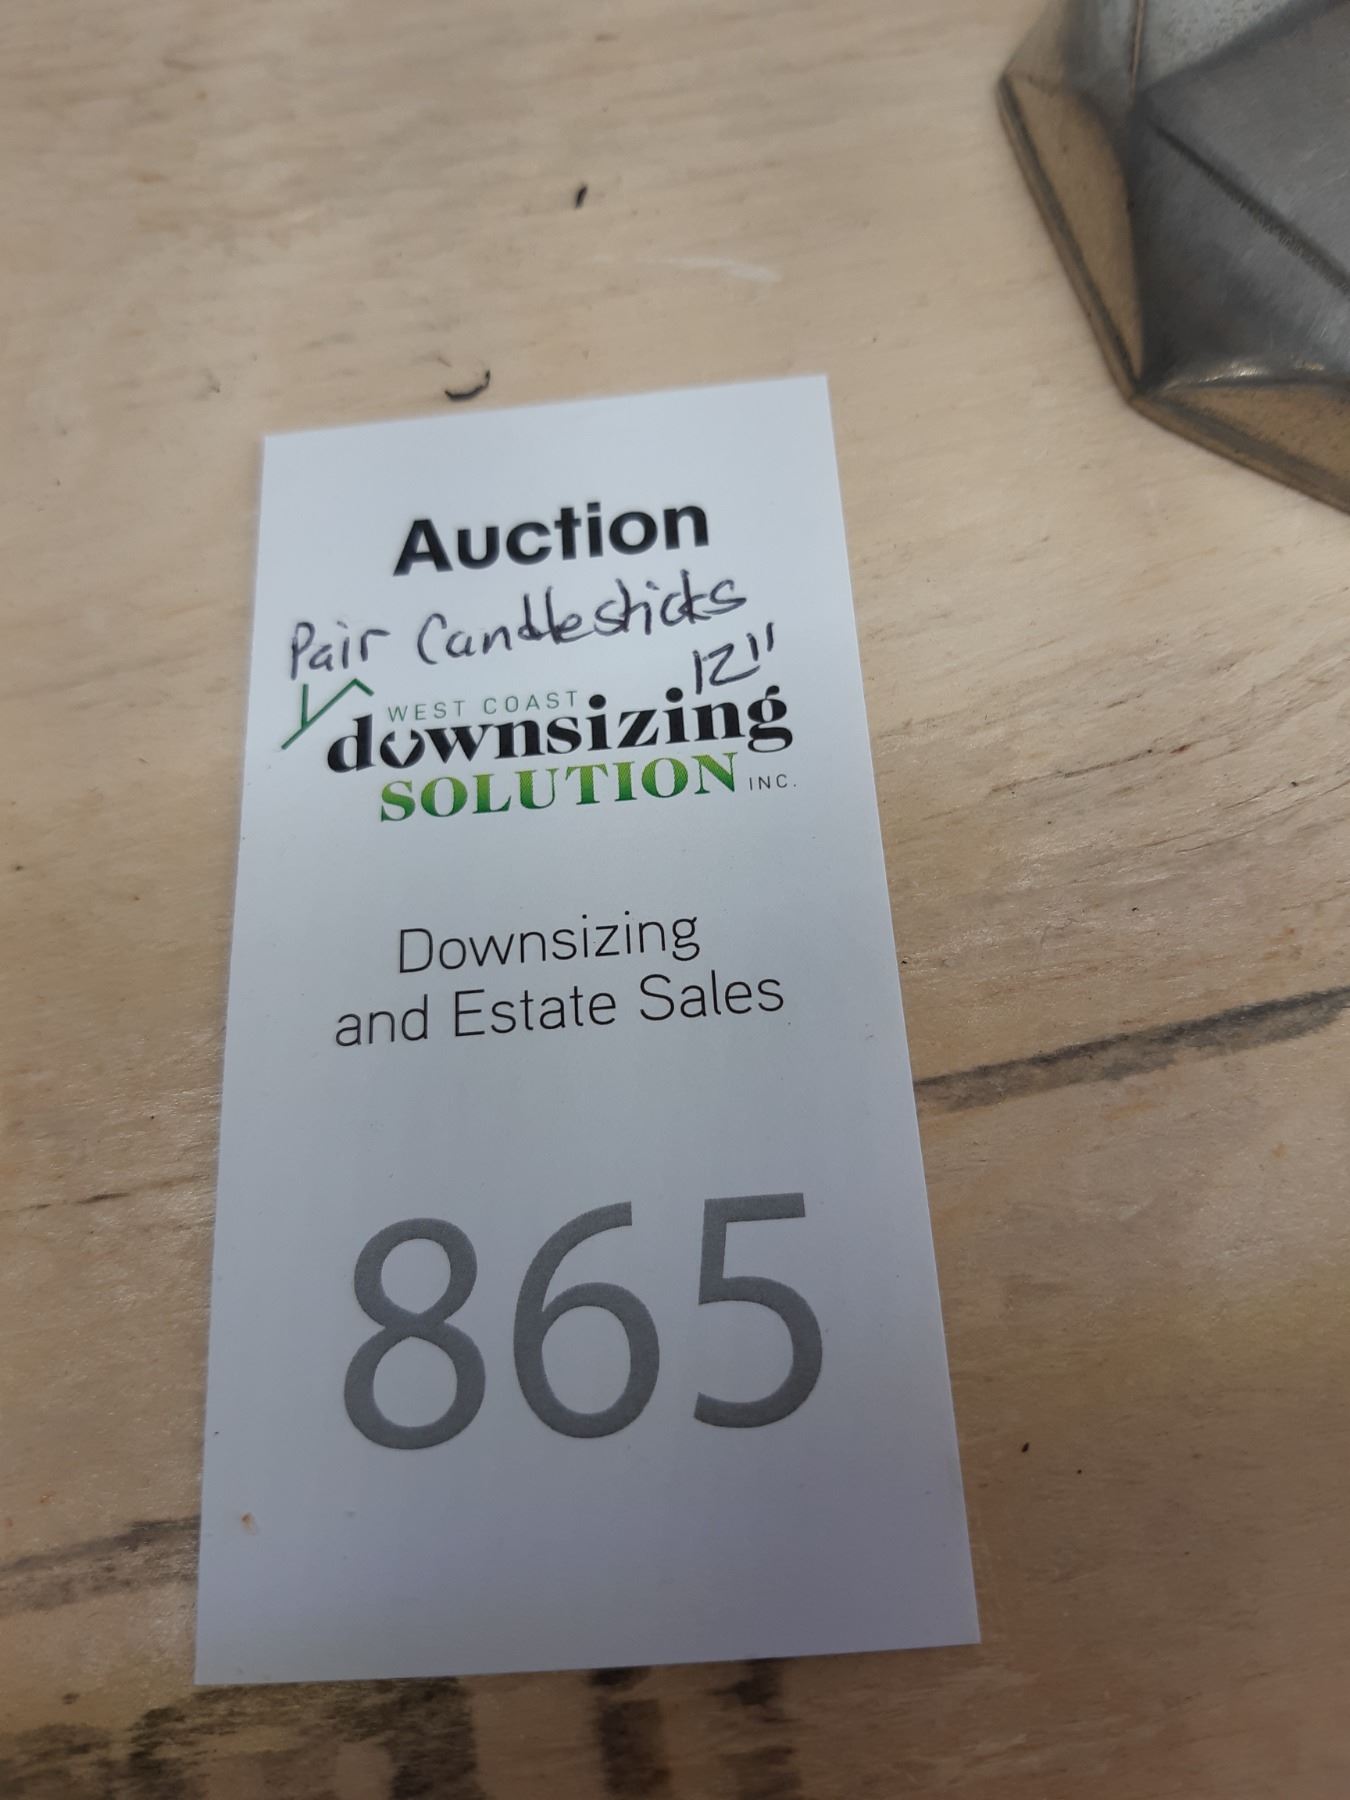 Auction
Pair Candlesticks
12"
WEST COAST
downsizing
SOLUTION INC.
Downsizing
and Estate Sales
865